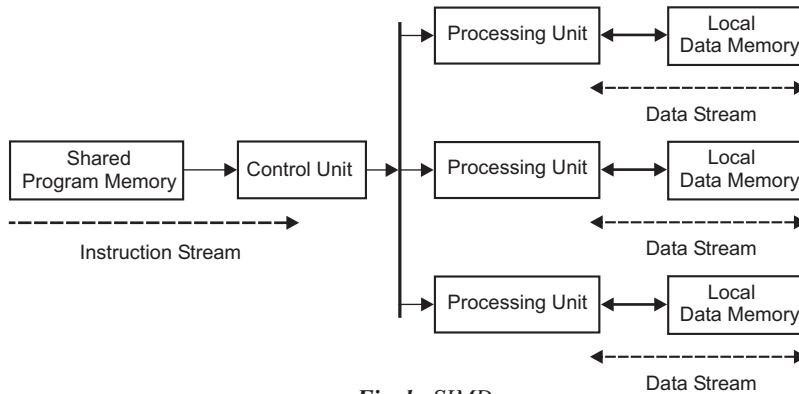 Processing Unit
Local
Data Memory
Data Stream
Shared
Program Memory
Control Unit
Processing Unit
Local
Data Memory
Instruction Stream
Data Stream
Processing Unit
Local
Data Memory
Data Stream
SIMD